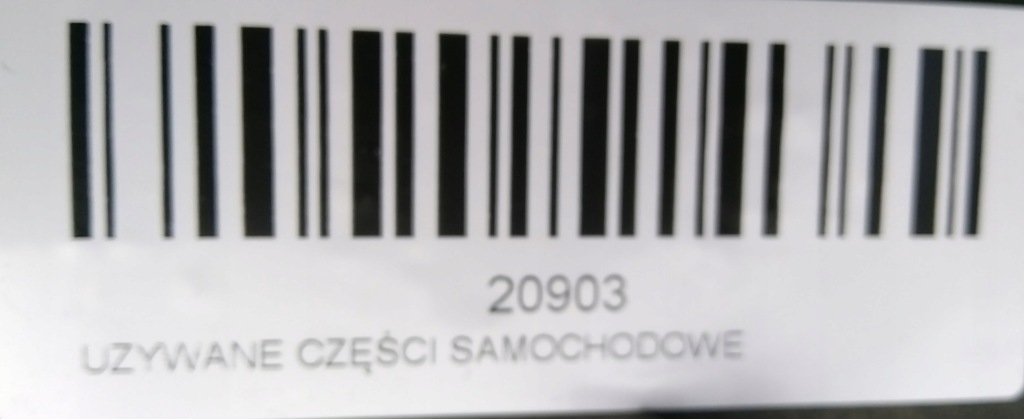 20903
UZYWANE CZĘŚCI SAMOCHODOWE